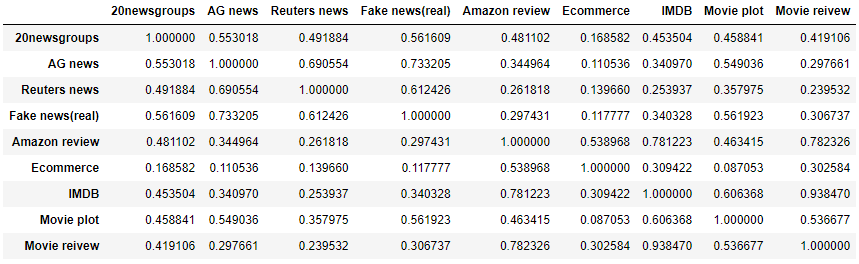 20newsgroups AG news Reuters news Fake news(real) Amazon review Ecommerce IMDB Movie plot Movie reivew
20newsgroups 1.000000 0.553018 0.491884 0.561609 0.481102 0.168582 0.453504 0.458841 0.419106
AG news 0.553018 1.000000 0.690554 0.733205 0.344964 0.110536 0.340970 0.549036 0.297661
Reuters news 0.491884 0.690554 1.000000 0.612426 0.261818 0.139660 0.253937 0.357975 0.239532
Fake news(real) 0.561609 0.733205 0.612426 1.000000 0.297431 0.117777 0.340328 0.561923 0.306737
Amazon review 0.481102 0.344964 0.261818 0.297431 1.000000 0.538968 0.781223 0.463415 0.782326
Ecommerce 0.168582 0.110536 0.139660 0.117777 0.538968 1.000000 0.309422 0.087053 0.302584
IMDB 0.453504 0.340970 0.253937 0.340328 0.781223 0.309422 1.000000 0.606368 0.938470
Movie plot 0.458841 0.549036 0.357975 0.561923 0.463415 0.087053 0.606368 1.000000 0.536677
Movie reivew 0.419106 0.297661 0.239532 0.306737 0.782326 0.302584 0.938470 0.536677 1.000000